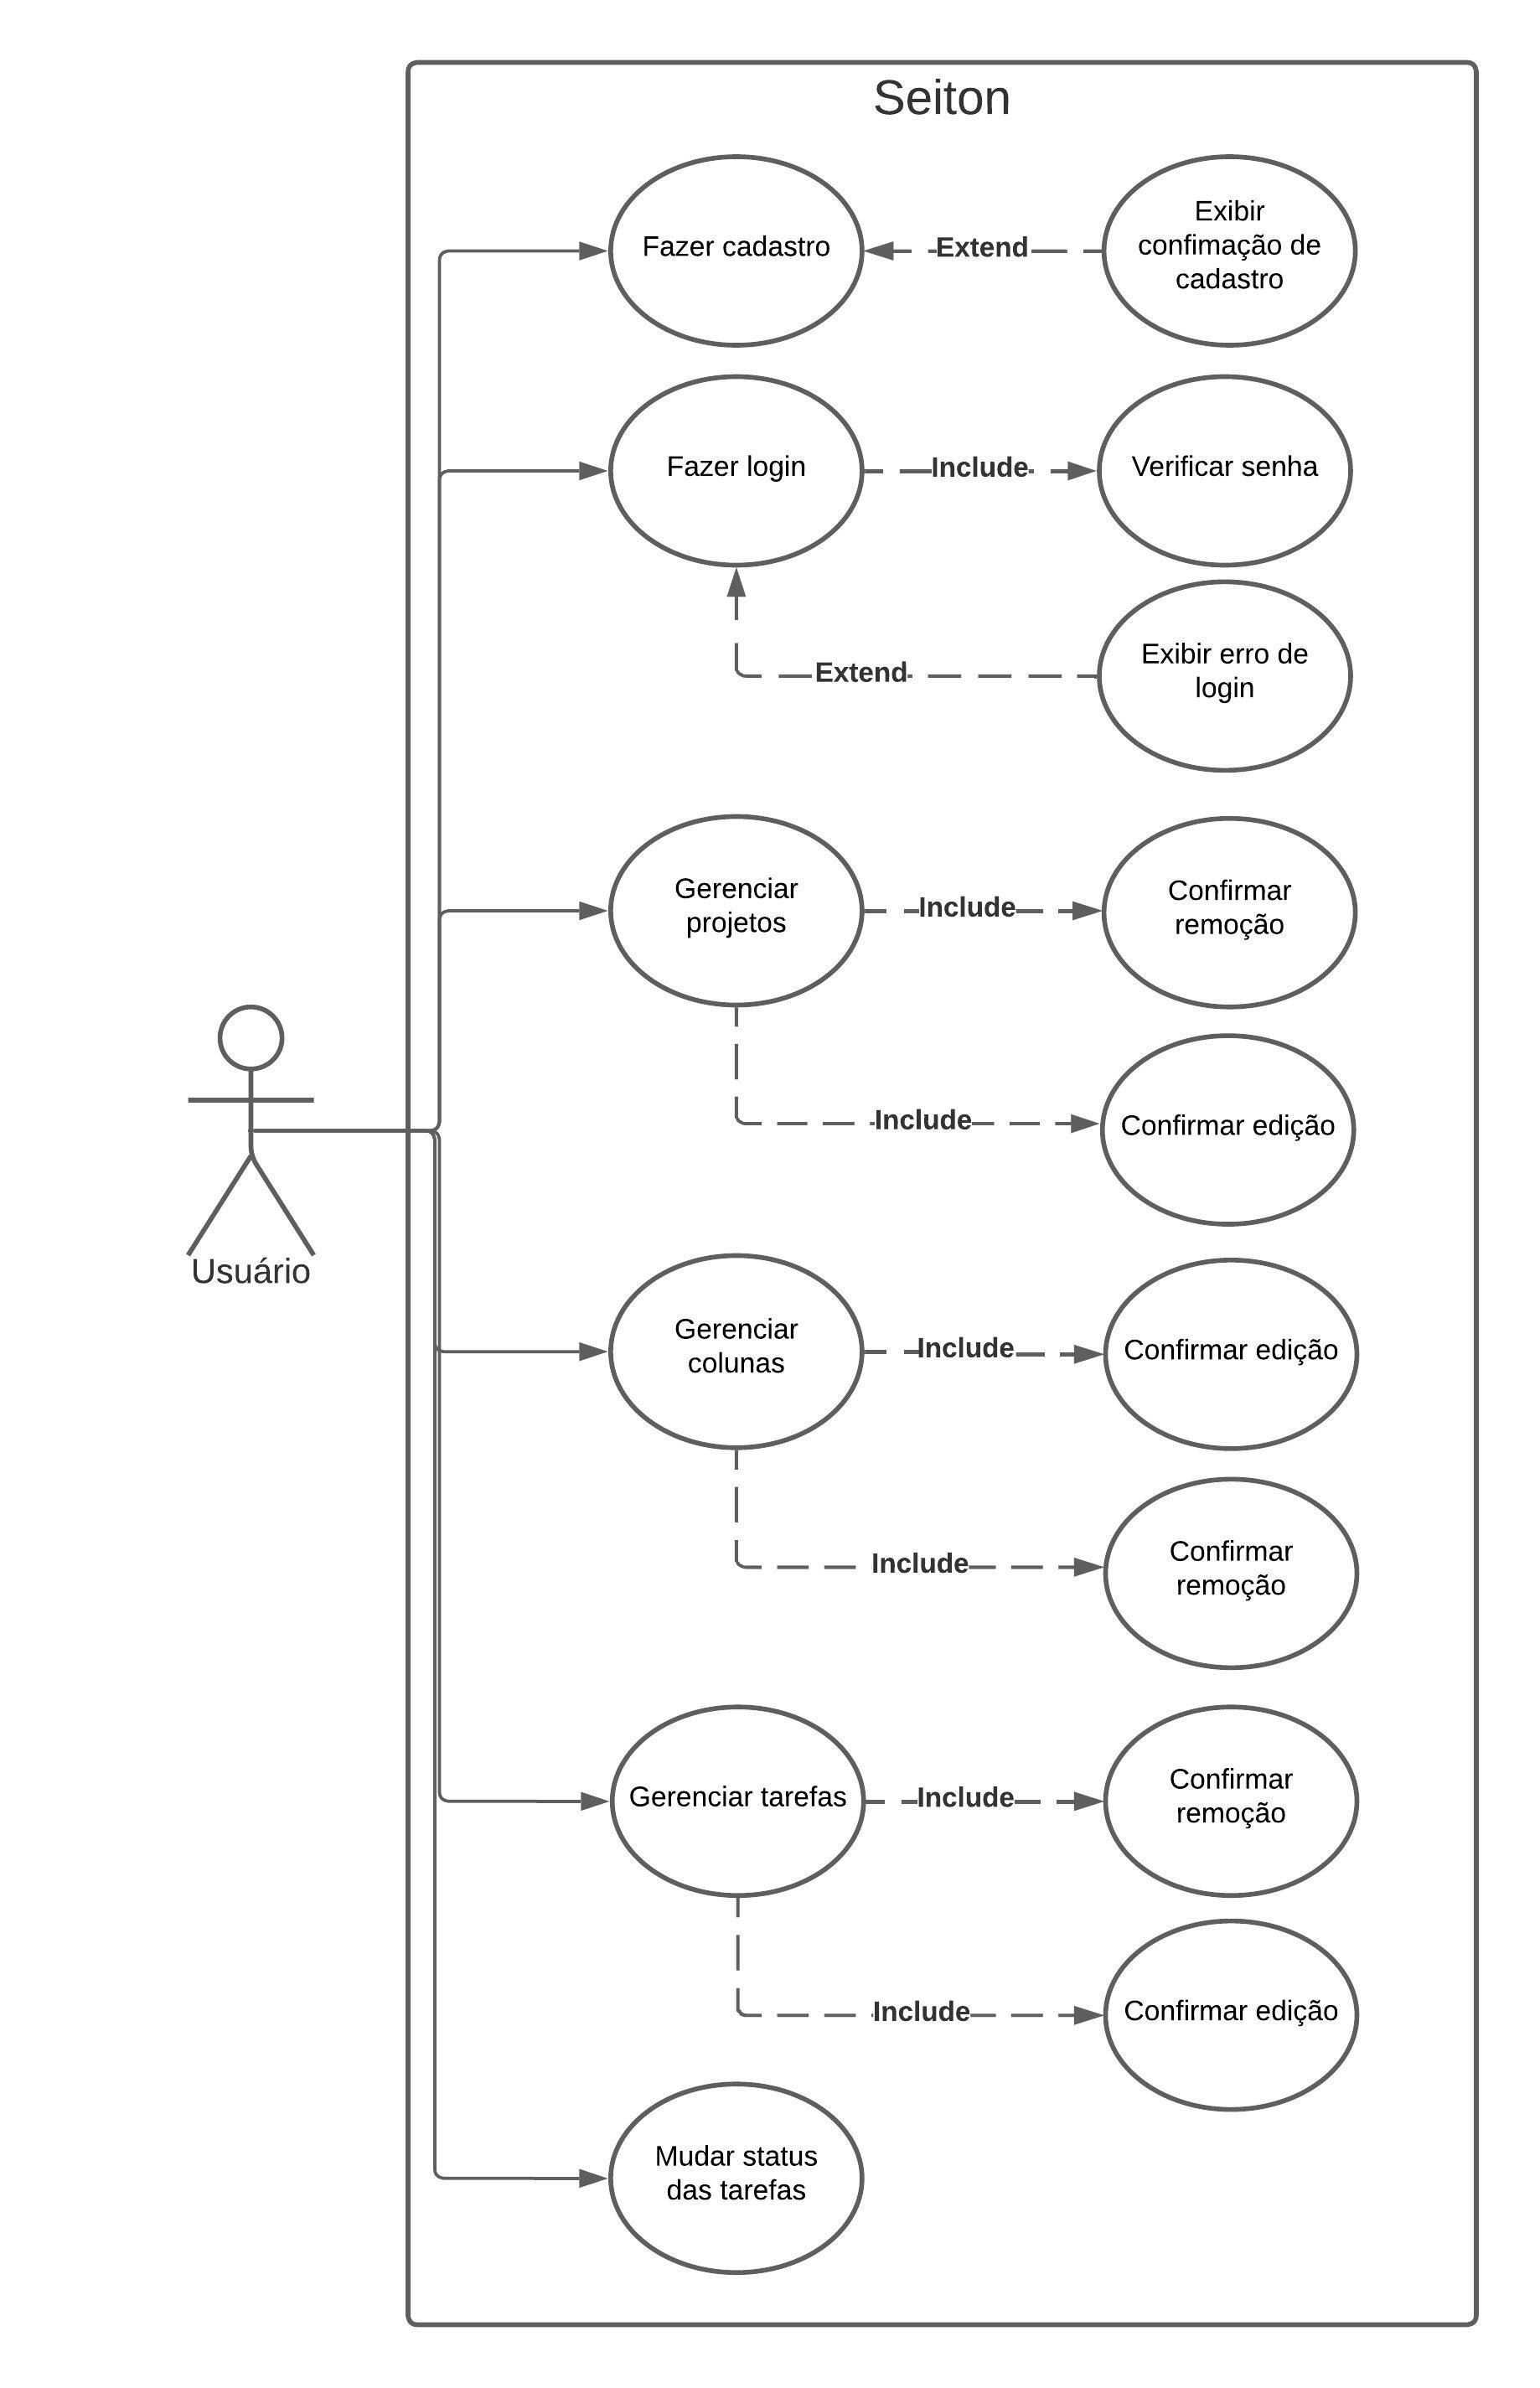 Seiton
Fazer cadastro
Extend
Exibir
confimação de
cadastro
Fazer login
Include
Verificar senha
Extend
Exibir erro de
login
Gerenciar
projetos
Include
Confirmar
remoção
Include
Confirmar edição
Usuário
Gerenciar
colunas
Include
Confirmar edição
Include
Confirmar
remoção
Gerenciar tarefas
Include
Confirmar
remoção
Include
Confirmar edição
Mudar status
das tarefas